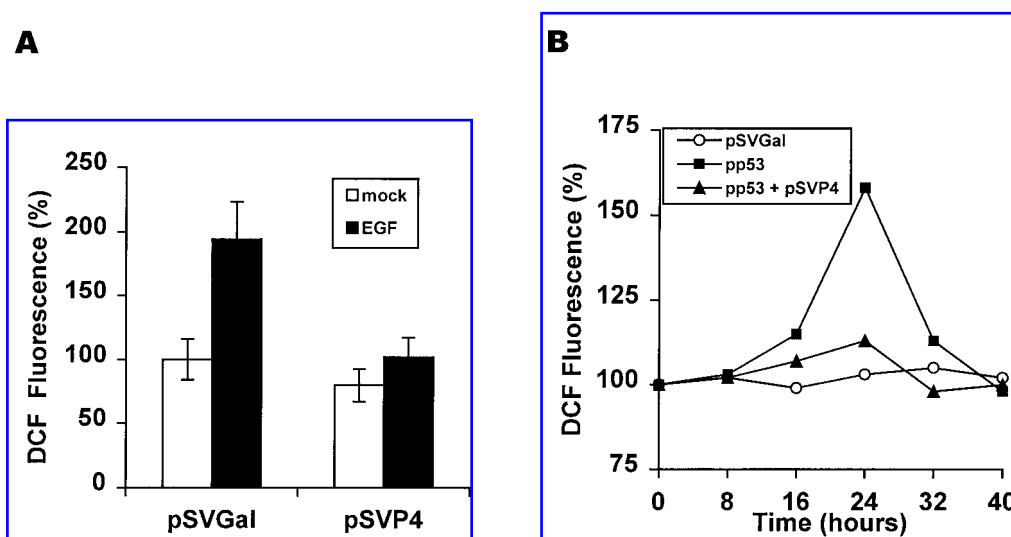 A
DCF Fluorescence (%)
250
200
150
100
50
0
mock
EGF
pSVGal
pSVP4
B
DCF Fluorescence (%)
175
150
125
100
75
pSVGal
pp53
pp53 + pSVP4
0 8 16 24 32 40
Time (hours)